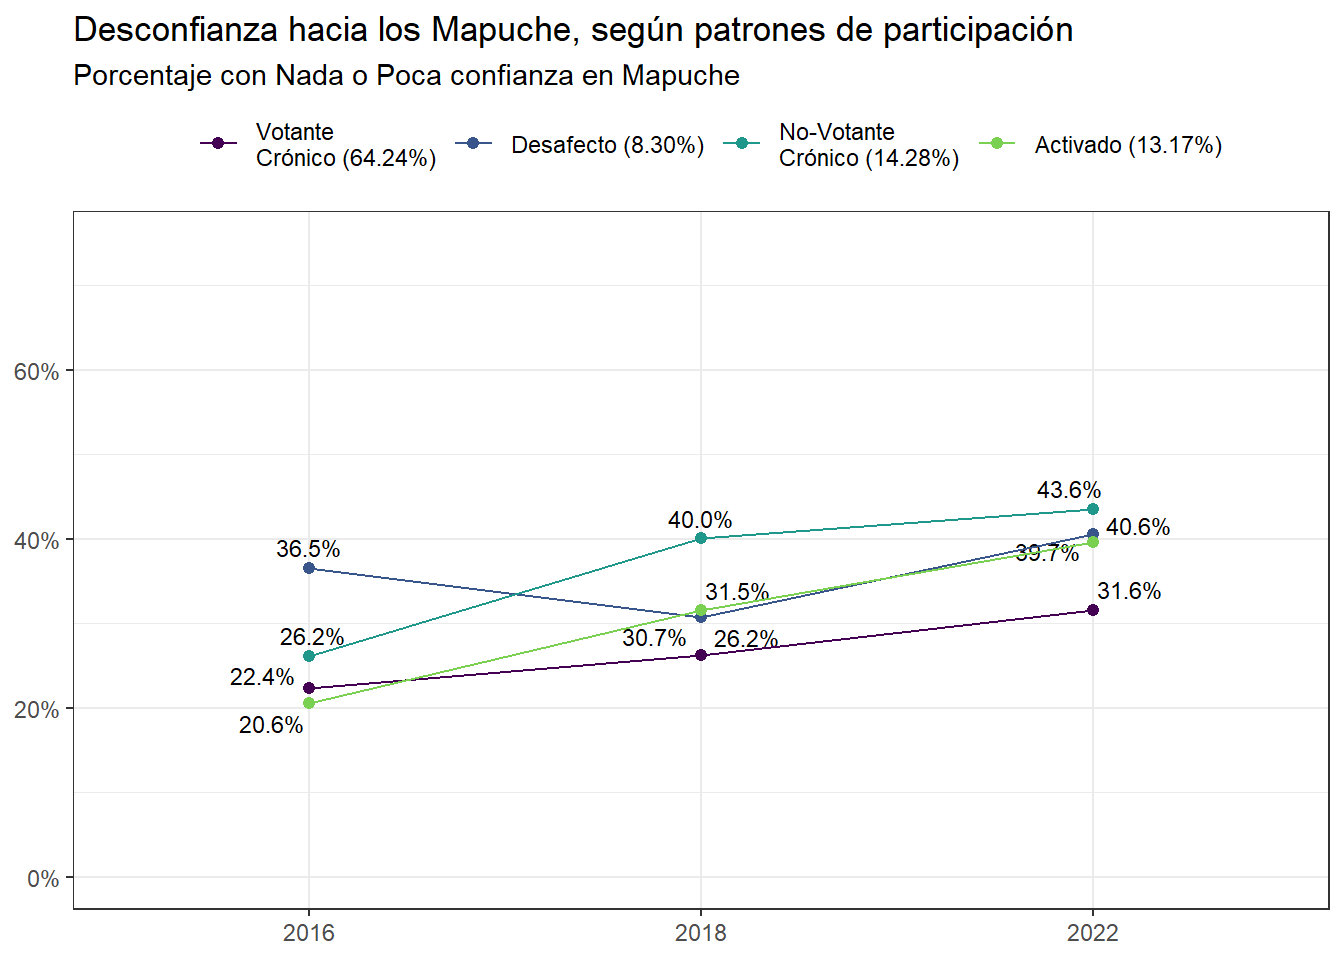 Desconfianza hacia los Mapuche, según patrones de participación
Porcentaje con Nada o Poca confianza en Mapuche
Votante
Crónico (64.24%)
Desafecto (8.30%)
No-Votante
Crónico (14.28%)
Activado (13.17%)
60%
40%
20%
0%
36.5%
26.2%
22.4%
20.6%
40.0%
31.5%
30.7%
26.2%
43.6%
40.6%
39.7%
31.6%
2016
2018
2022